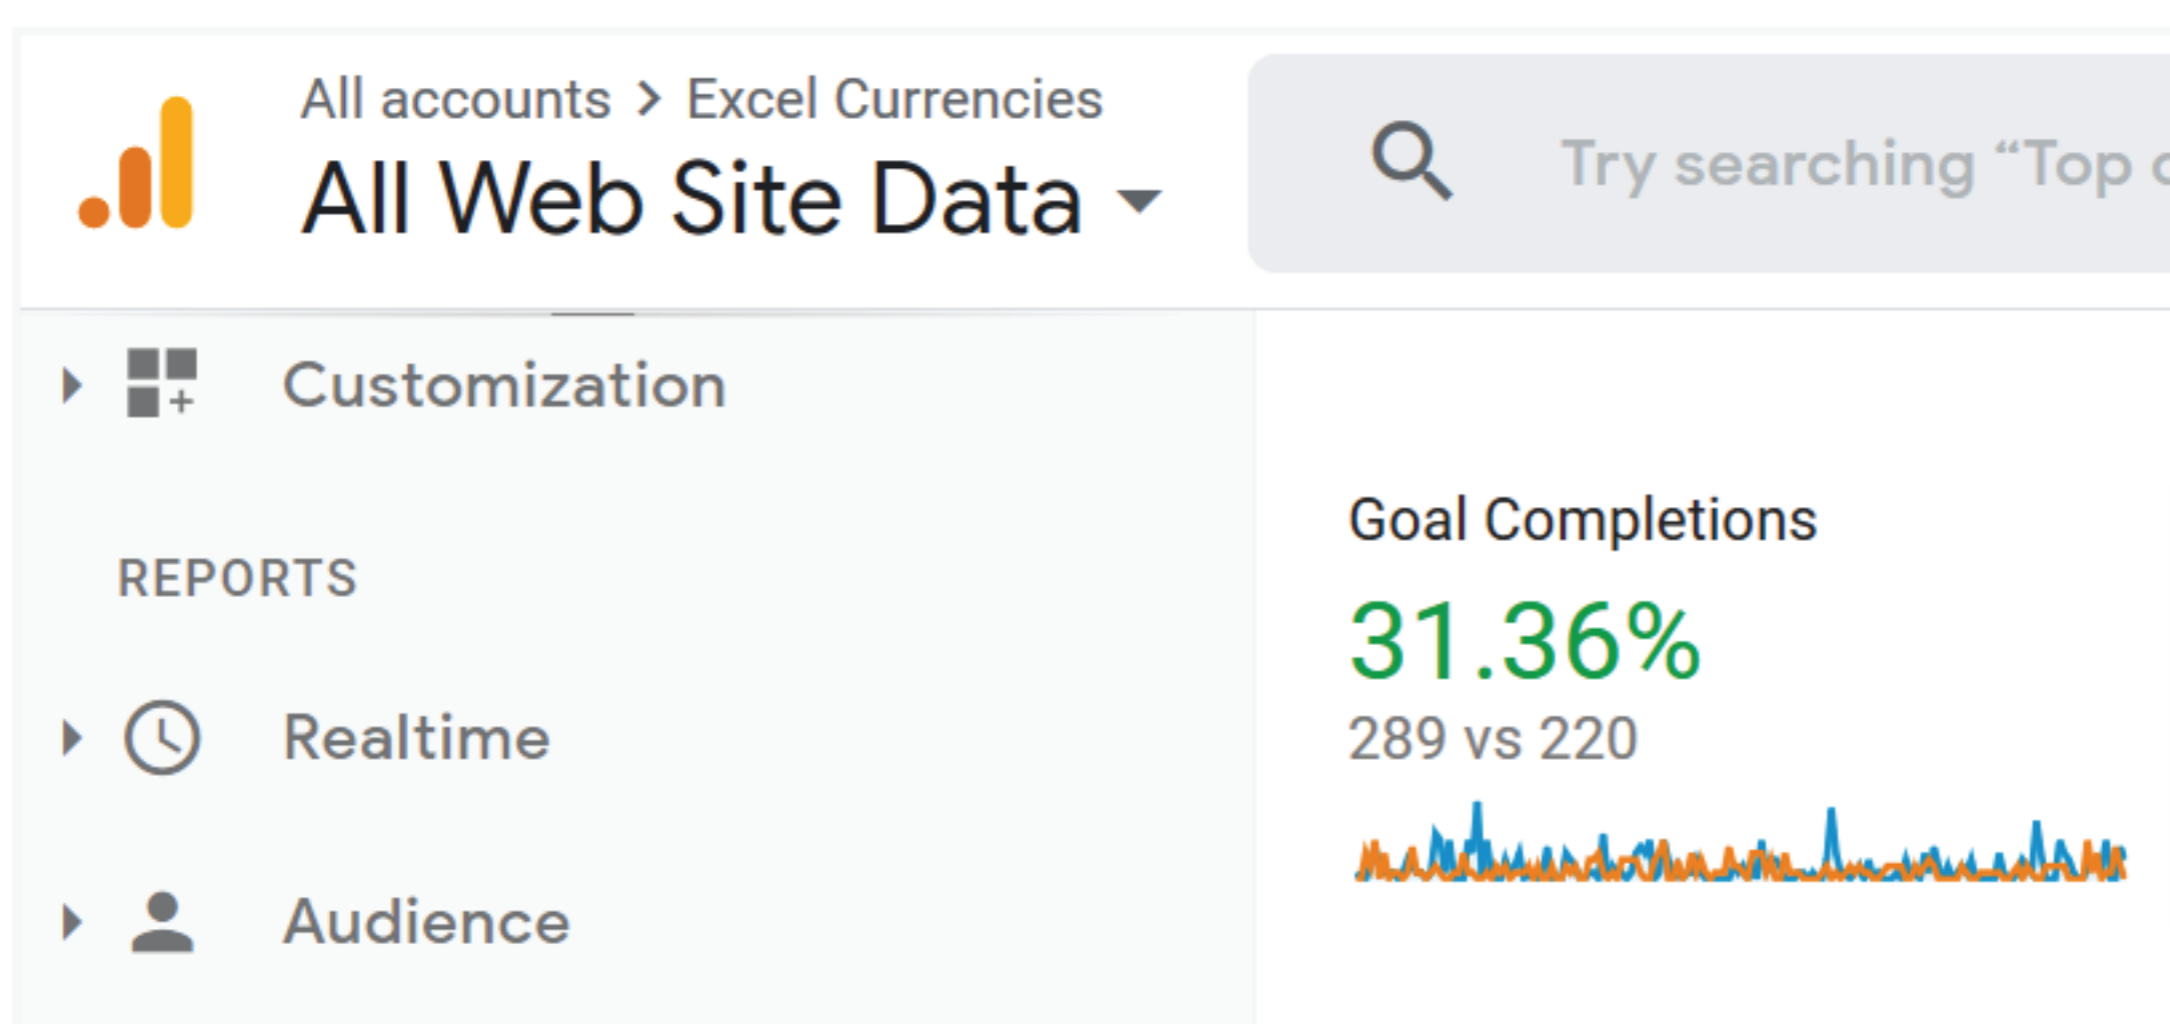 All accounts > Excel Currencies
All Web Site Data
Try searching “Top
Customization
REPORTS
Realtime
Audience
Goal Completions
31.36%
289 vs 220